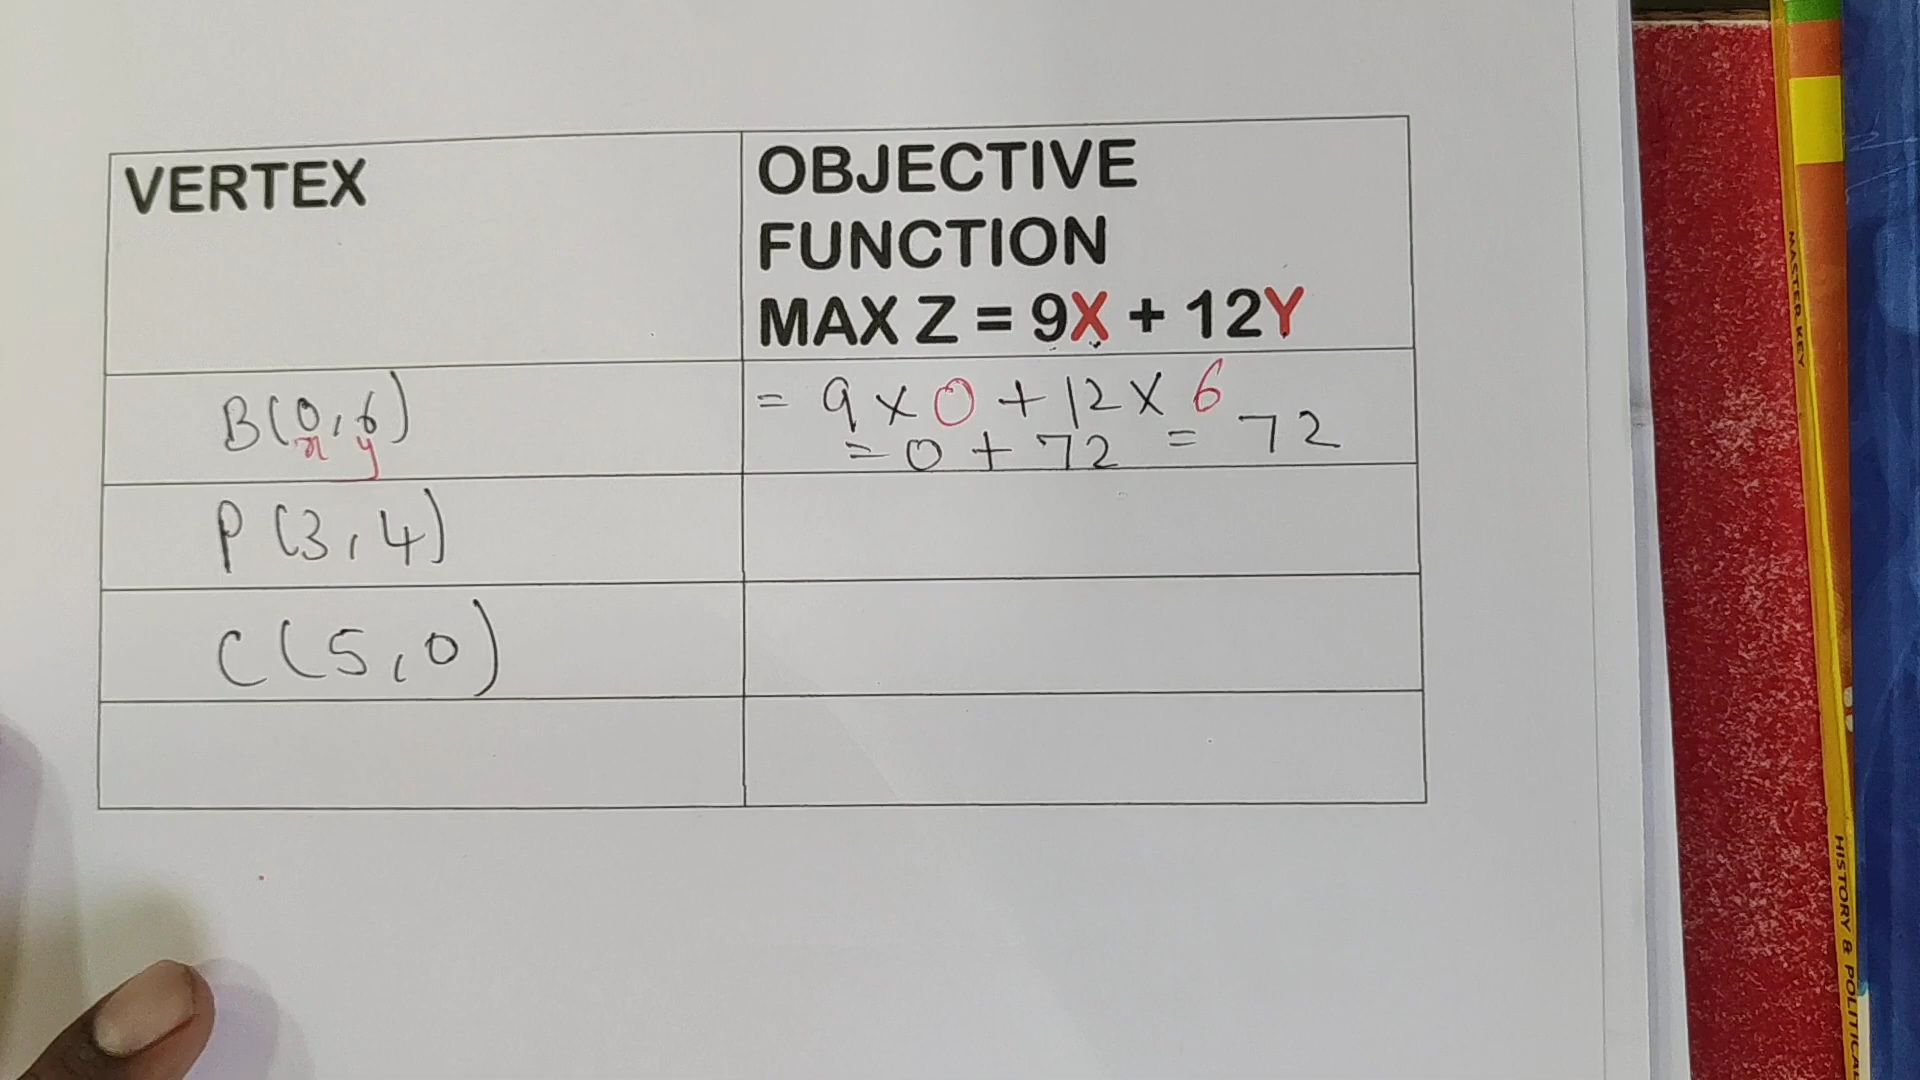 VERTEX
OBJECTIVE
FUNCTION
MAX Z = 9X + 12Y
B(0,6)
x y
= 9 × 0 + 12 × 6
= 0 + 72 = 72
P(3,4)
C(5,0)
MASTER KEY
HISTORY & POLITICAL